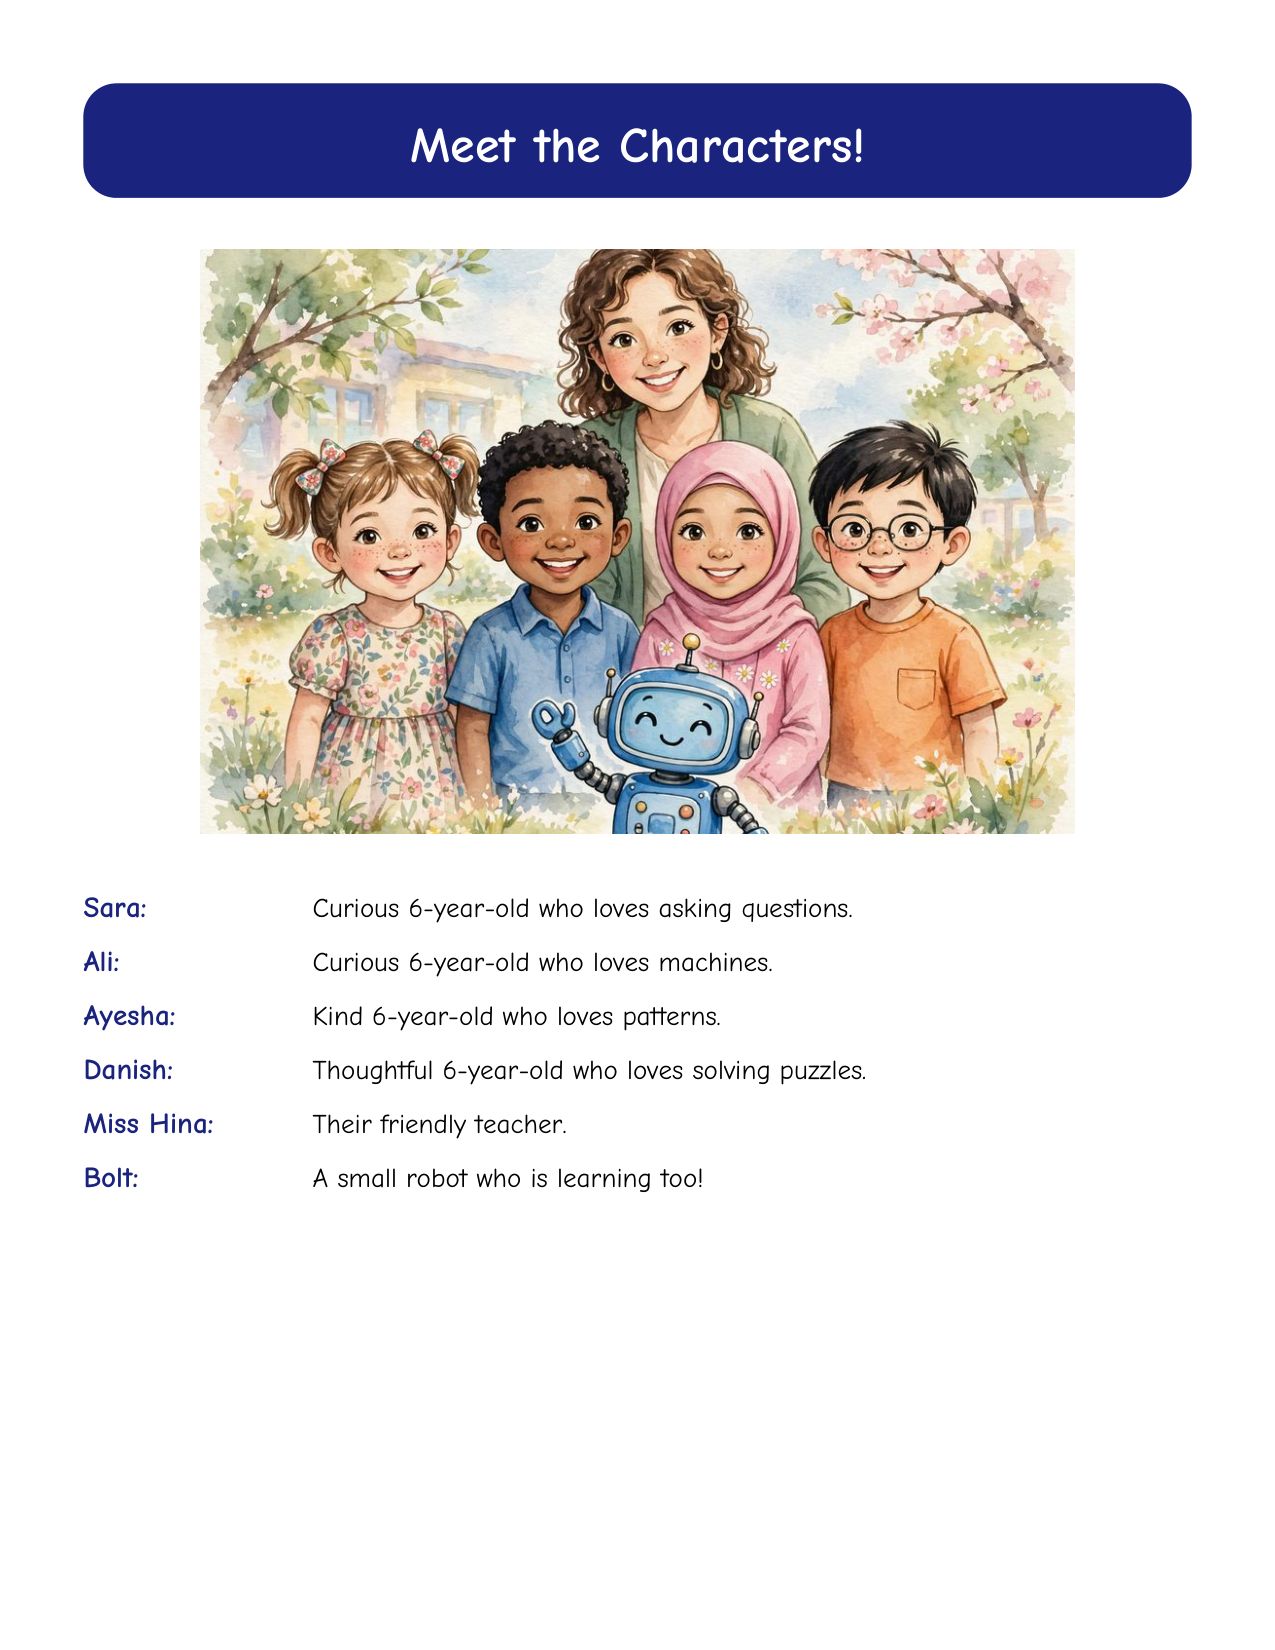 Meet the Characters!
Sara: Curious 6-year-old who loves asking questions.
Ali: Curious 6-year-old who loves machines.
Ayesha: Kind 6-year-old who loves patterns.
Danish: Thoughtful 6-year-old who loves solving puzzles.
Miss Hina: Their friendly teacher.
Bolt: A small robot who is learning too!